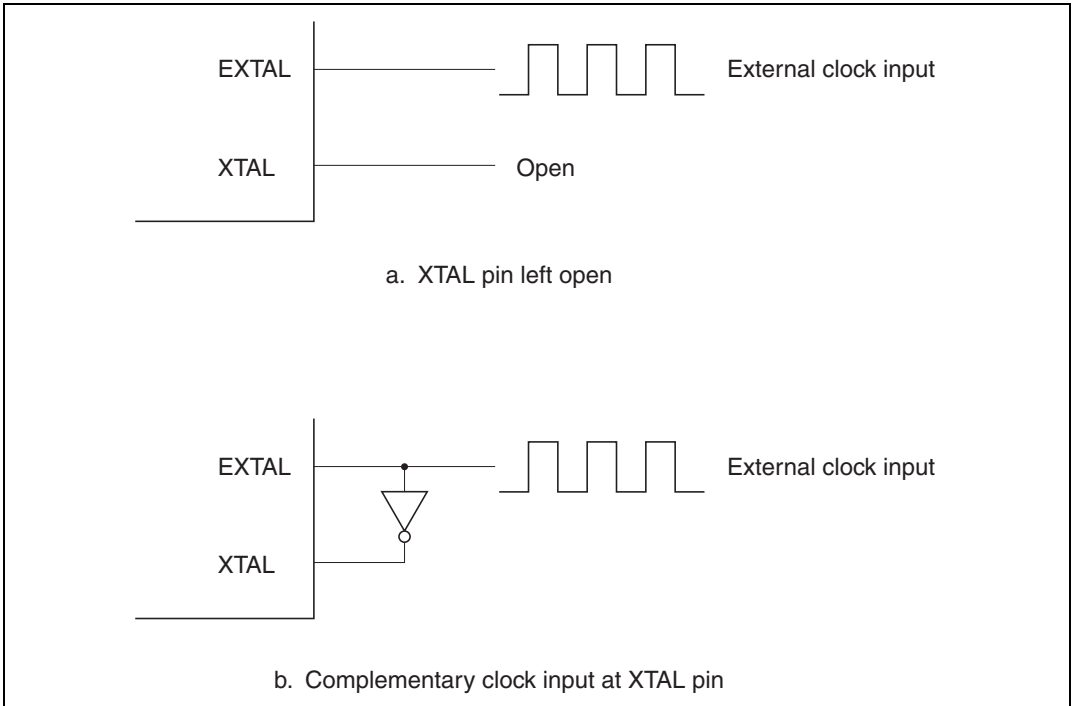 EXTAL
External clock input
XTAL
Open
a. XTAL pin left open
EXTAL
External clock input
XTAL
b. Complementary clock input at XTAL pin